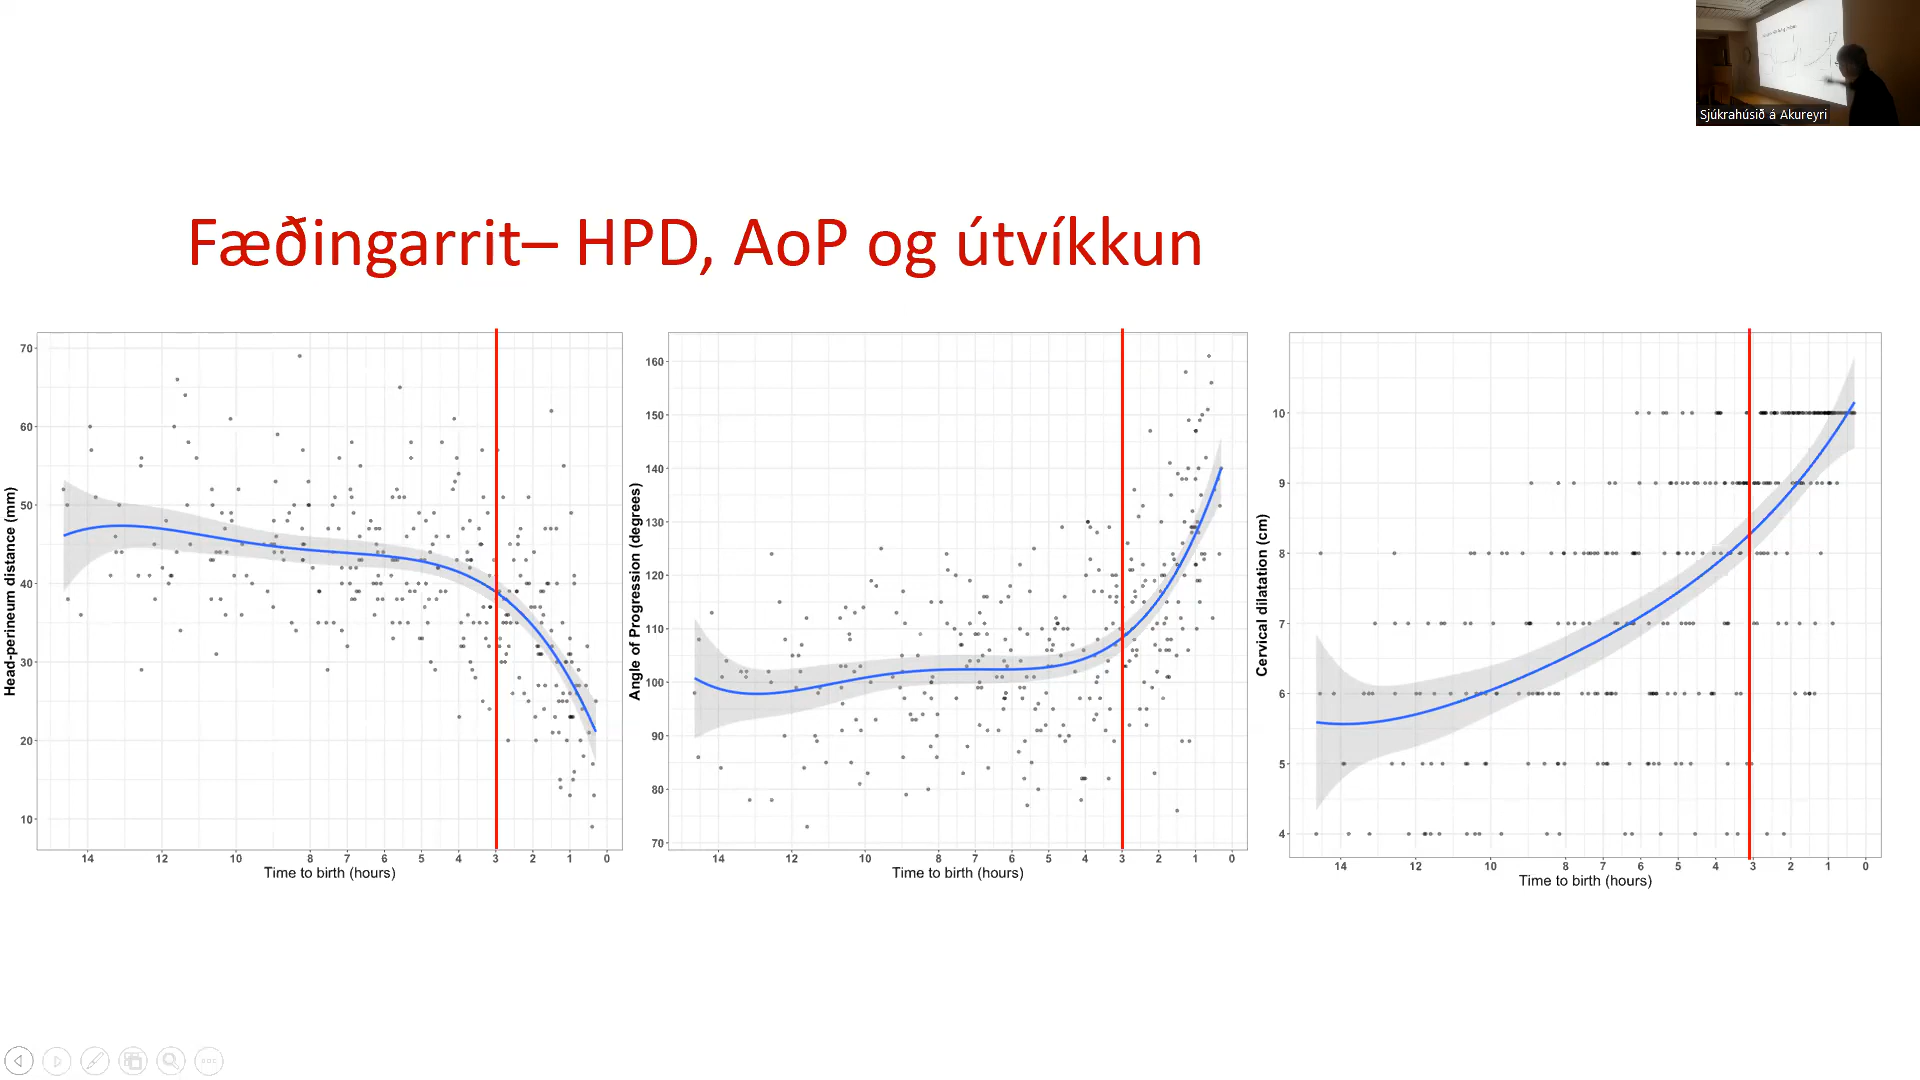 Sjúkrahúsið á Akureyri
Fæðingarrit– HPD, AoP og útvíkkun
Head-perineum distance (mm)
70
60
50
40
30
20
10
14 12 10 8 7 6 5 4 3 2 1 0
Time to birth (hours)
Angle of Progression (degrees)
160
150
140
130
120
110
100
90
80
70
14 12 10 8 7 6 5 4 3 2 1 0
Time to birth (hours)
Cervical dilatation (cm)
10
9
8
7
6
5
4
14 12 10 8 7 6 5 4 3 2 1 0
Time to birth (hours)